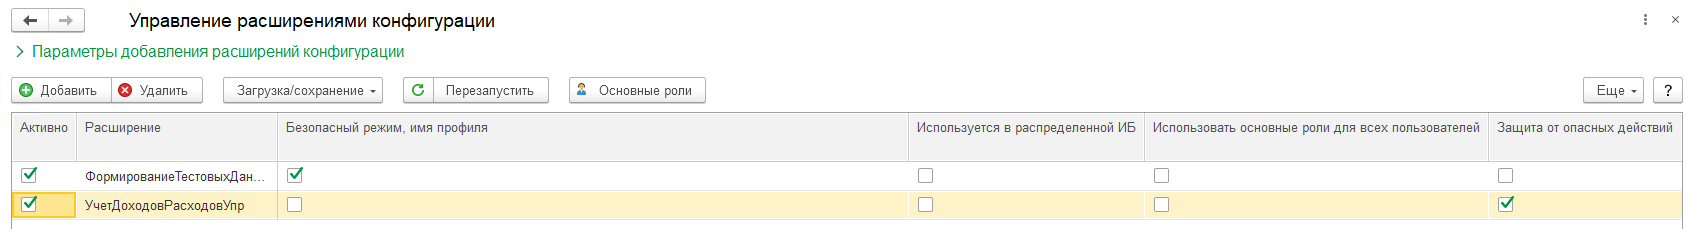 Управление расширениями конфигурации
Параметры добавления расширений конфигурации
Добавить Удалить Загрузка/сохранение Перезапустить Основные роли Еще ?
Активно Расширение Безопасный режим, имя профиля Используется в распределенной ИБ Использовать основные роли для всех пользователей Защита от опасных действий
ФормированиеТестовыхДан...
УчетДоходовРасходовУпр